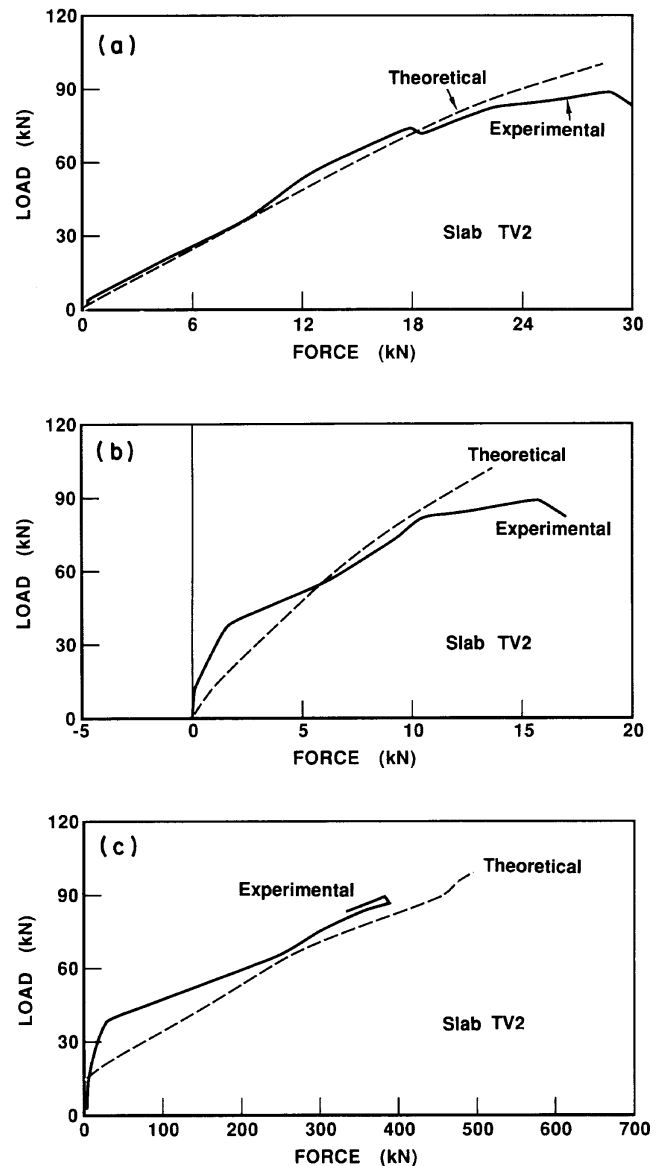 (a)
120
90
60
30
0
LOAD (kN)
Theoretical
Experimental
Slab TV2
0 6 12 18 24 30
FORCE (kN)
(b)
120
90
60
30
0
LOAD (kN)
Theoretical
Experimental
Slab TV2
-5 0 5 10 15 20
FORCE (kN)
(c)
120
90
60
30
0
LOAD (kN)
Experimental
Theoretical
Slab TV2
0 100 200 300 400 500 600 700
FORCE (kN)